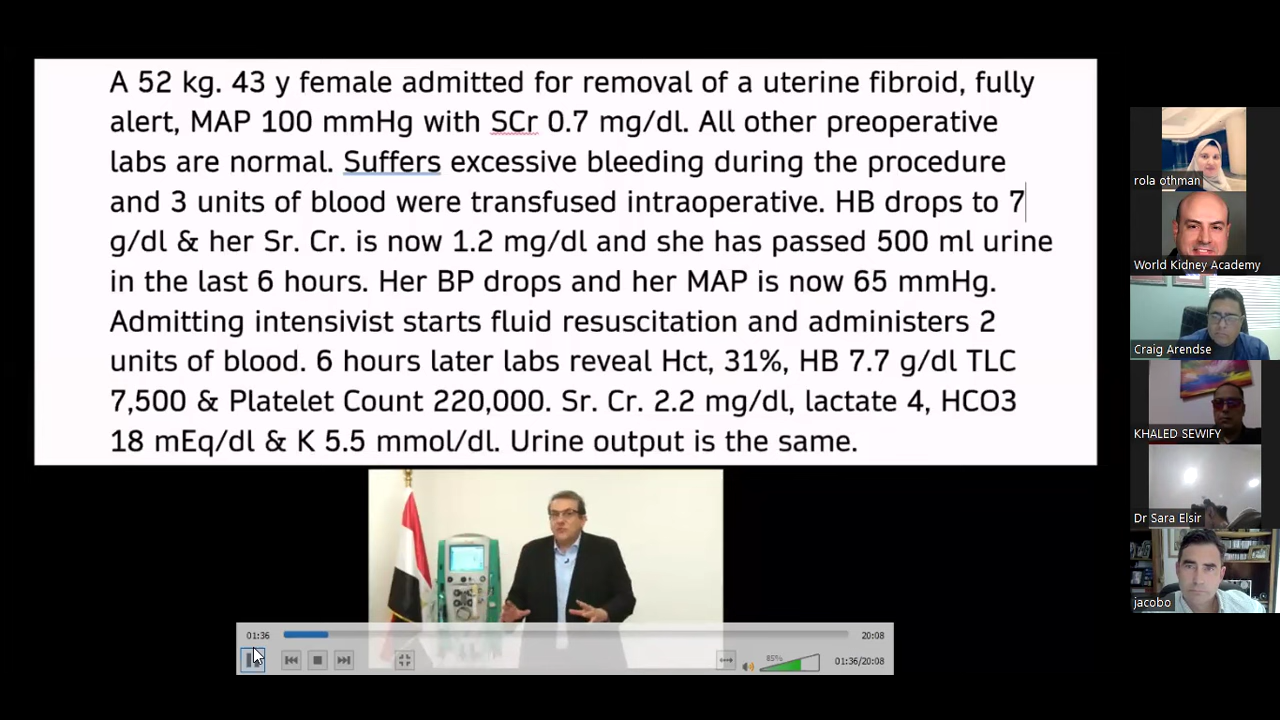 A 52 kg. 43 y female admitted for removal of a uterine fibroid, fully
alert, MAP 100 mmHg with SCr 0.7 mg/dl. All other preoperative
labs are normal. Suffers excessive bleeding during the procedure
and 3 units of blood were transfused intraoperative. HB drops to 7
g/dl & her Sr. Cr. is now 1.2 mg/dl and she has passed 500 ml urine
in the last 6 hours. Her BP drops and her MAP is now 65 mmHg.
Admitting intensivist starts fluid esuscitation and administers 2
units of blood. 6 hours later labs reveal Hct, 31%, HB 7.7 g/dl TLC
7,500 & Platelet Count 220,000. Sr. Cr. 2.2 mg/dl, lactate 4, HCO3
18 mEq/dl & K 5.5 mmol/dl. Urine output is the same.
rola othman
World Kidney Academy
Craig Arendse
KHALED SEWIFY
Dr Sara Elsir
jacobo
01:36
20:08
85%
01:36/20:08